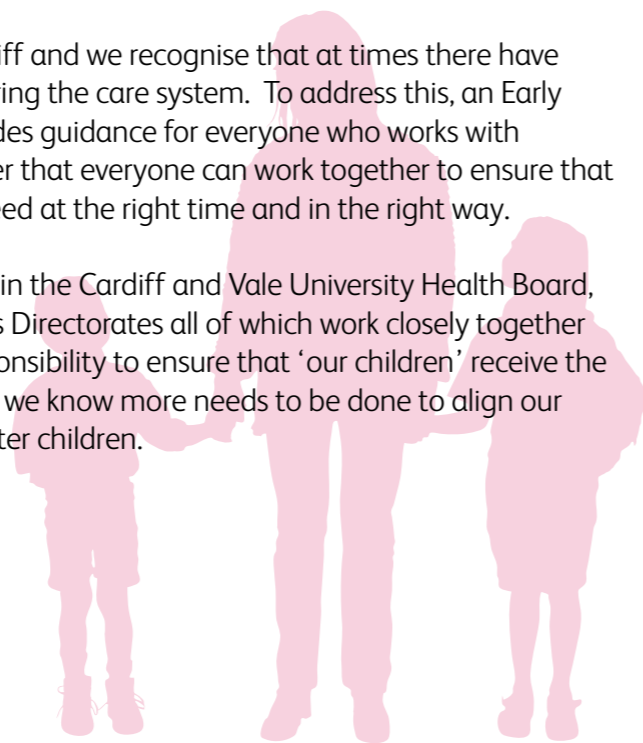 iff and we recognise that at times there have
ring the care system.  To address this, an Early
des guidance for everyone who works with
er that everyone can work together to ensure that
eed at the right time and in the right way.
in the Cardiff and Vale University Health Board,
s Directorates all of which work closely together
onsibility to ensure that ‘our children’ receive the
we know more needs to be done to align our
ter children.